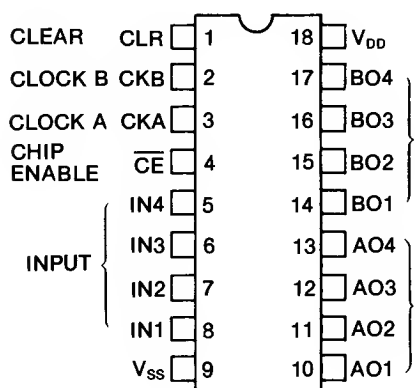 CLEAR CLR 1 18 VDD
CLOCK B CKB 2 17 BO4
CLOCK A CKA 3 16 BO3
CHIP ENABLE CE 4 15 BO2
IN4 5 14 BO1
IN3 6 13 AO4
INPUT
IN2 7 12 AO3
IN1 8 11 AO2
VSS 9 10 AO1